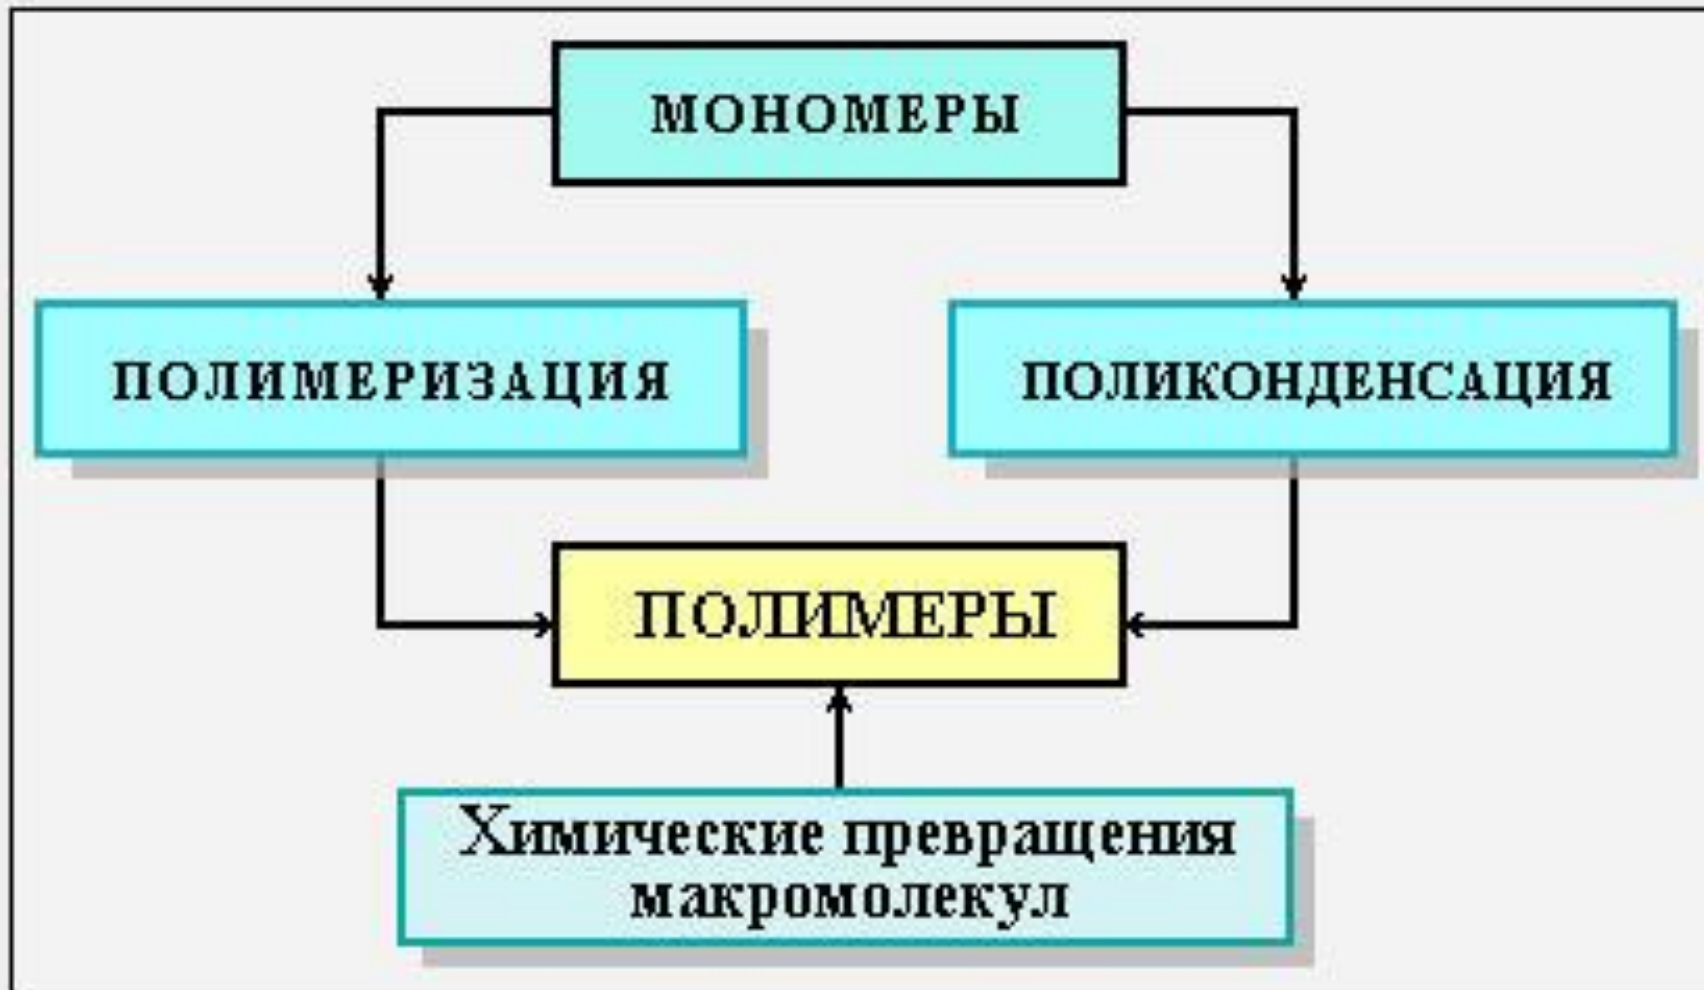 МОНОМЕРЫ
ПОЛИМЕРИЗАЦИЯ
ПОЛИКОНДЕНСАЦИЯ
ПОЛИМЕРЫ
Химические превращения
макромолекул